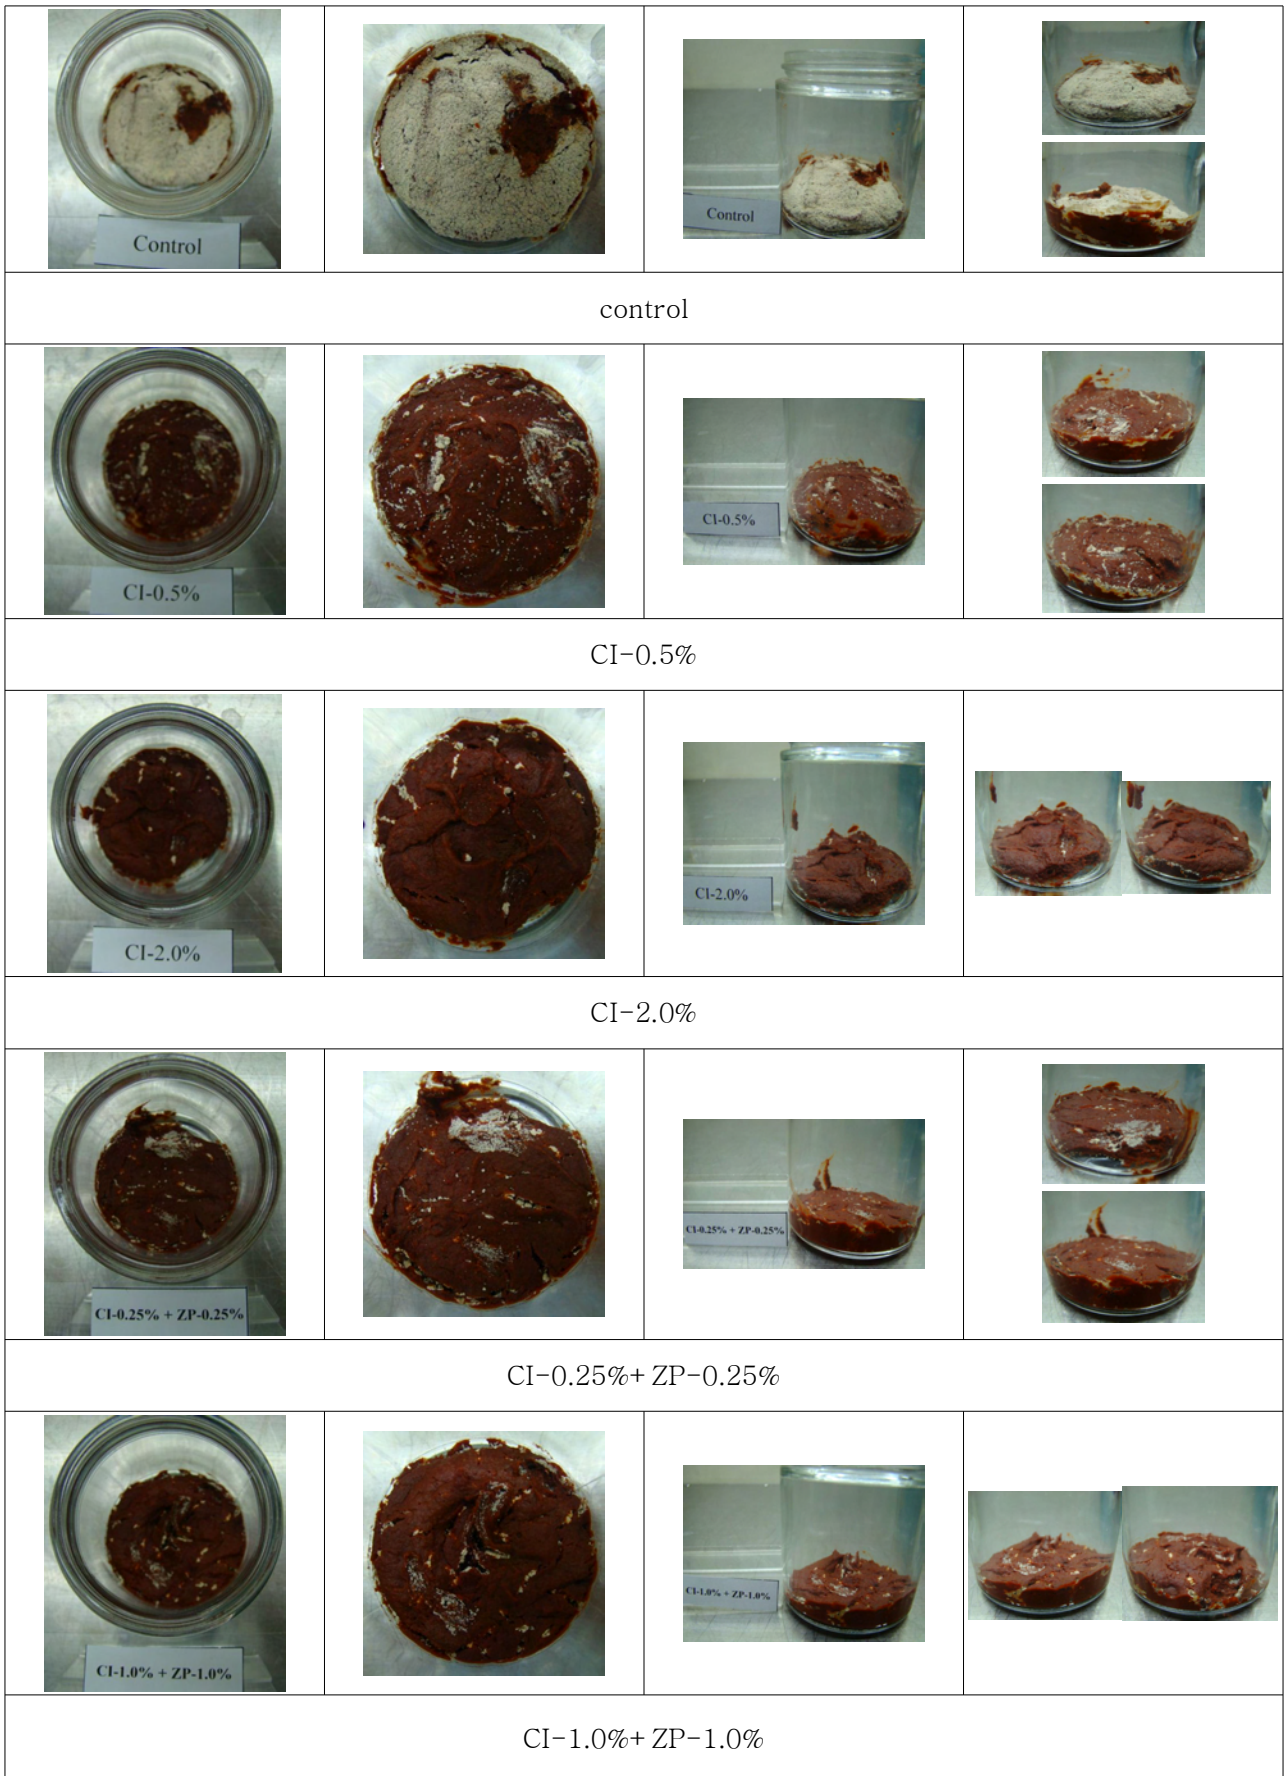 Control
Control
control
CI-0.5%
CI-0.5%
CI-0.5%
CI-2.0%
CI-2.0%
CI-2.0%
CI-0.25% + ZP-0.25%
CI-0.25% + ZP-0.25%
CI-0.25%+ ZP-0.25%
CI-1.0% + ZP-1.0%
CI-1.0% + ZP-1.0%
CI-1.0%+ ZP-1.0%